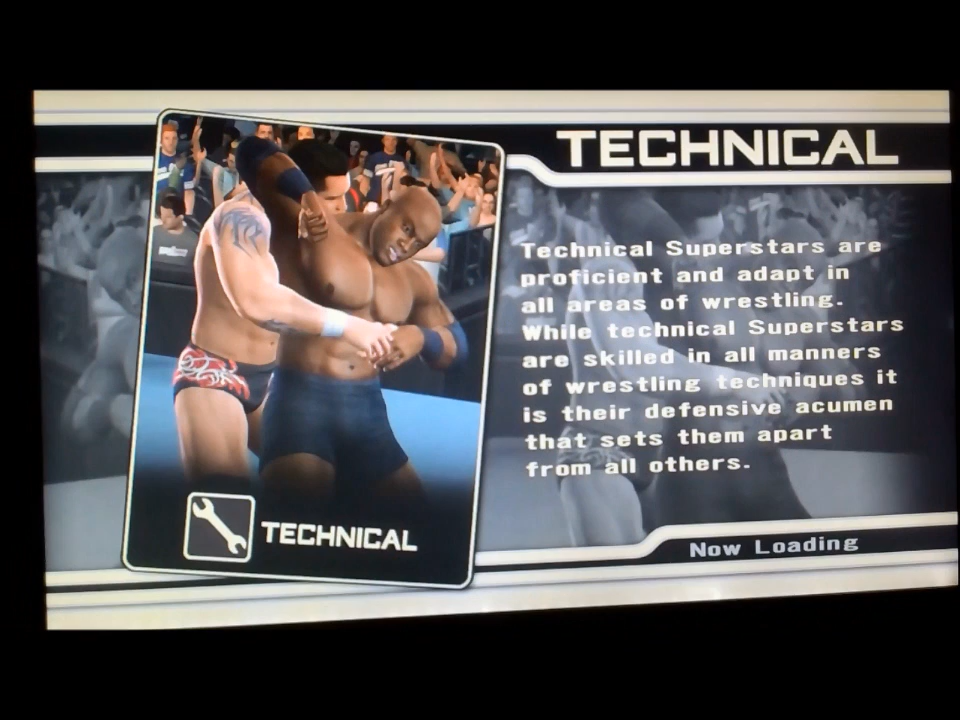 TECHNICAL
Technical Superstars are
proficient and adapt in
all areas of wrestling.
While technical Superstars
are skilled in all manners
of wrestling techniques it
is their defensive acumen
that sets them apart
from all others.
TECHNICAL
Now Loading